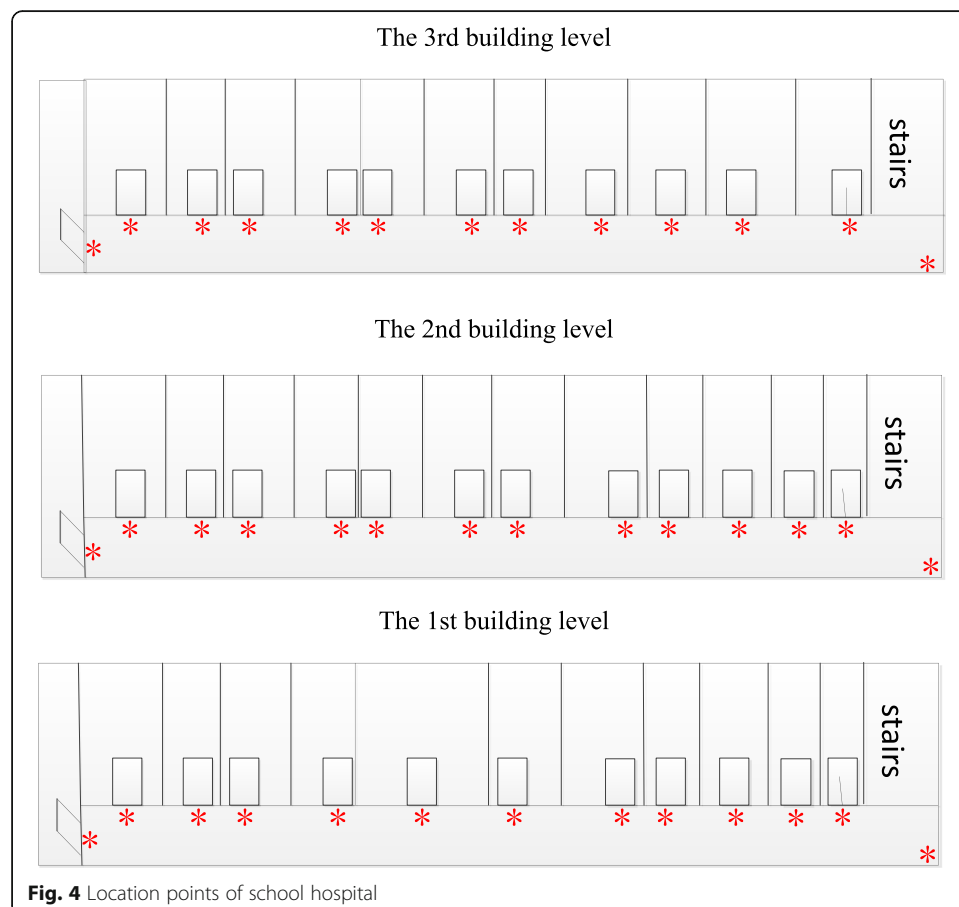 The 3rd building level
stairs
The 2nd building level
stairs
The 1st building level
stairs
Fig. 4 Location points of school hospital